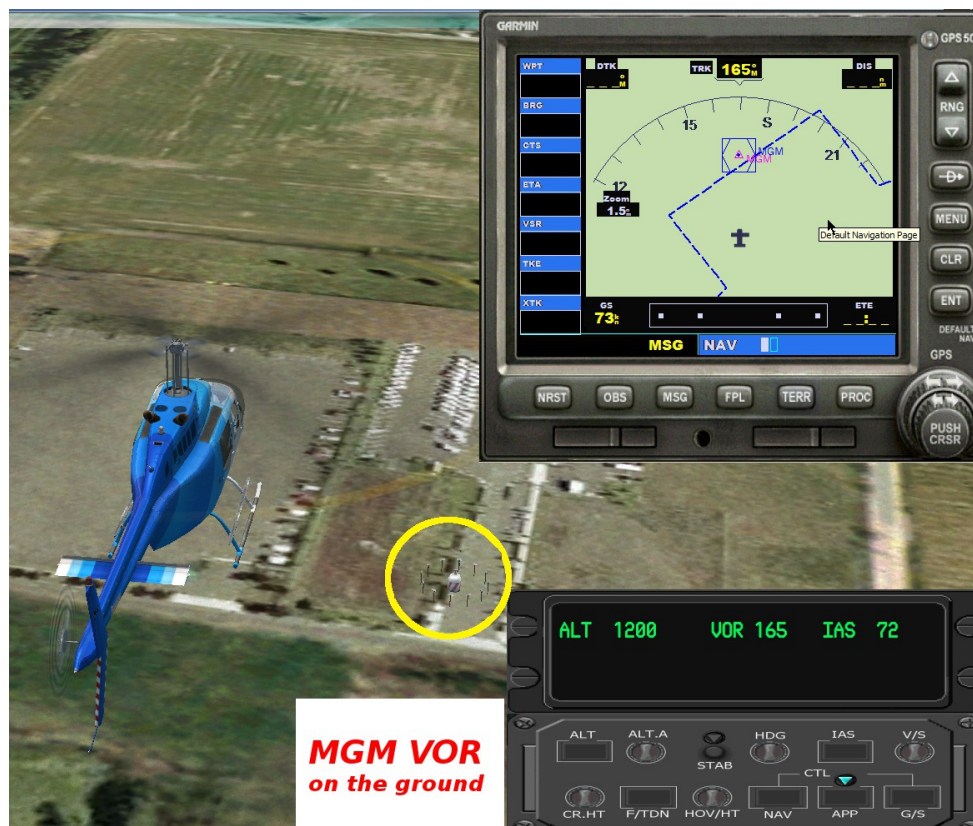 GARMIN
GPS 50
WPT
BRG
CTS
ETA
VSR
TKE
XTK
DTK
TRK 165°M
DIS
15
S
21
12
MGM
MGM
Zoom
1.5
Default Navigation Page
GS
73
ETE
MSG NAV
RNG
D
MENU
CLR
ENT
DEFAULT
NAV
GPS
PUSH
CRSR
NRST OBS MSG FPL TERR PROC
ALT 1200 VOR 165 IAS 72
ALT ALT.A STAB HDG IAS V/S
CTL
CR.HT F/TDN HOV/HT NAV APP G/S
MGM VOR
on the ground